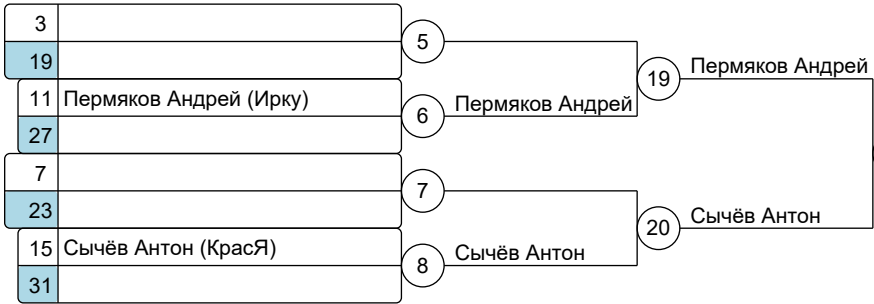 3
5
19
Пермяков Андрей
19
11 Пермяков Андрей (Ирку)
6 Пермяков Андрей
27
7
7
23
20 Сычёв Антон
15 Сычёв Антон (КрасЯ)
8 Сычёв Антон
31